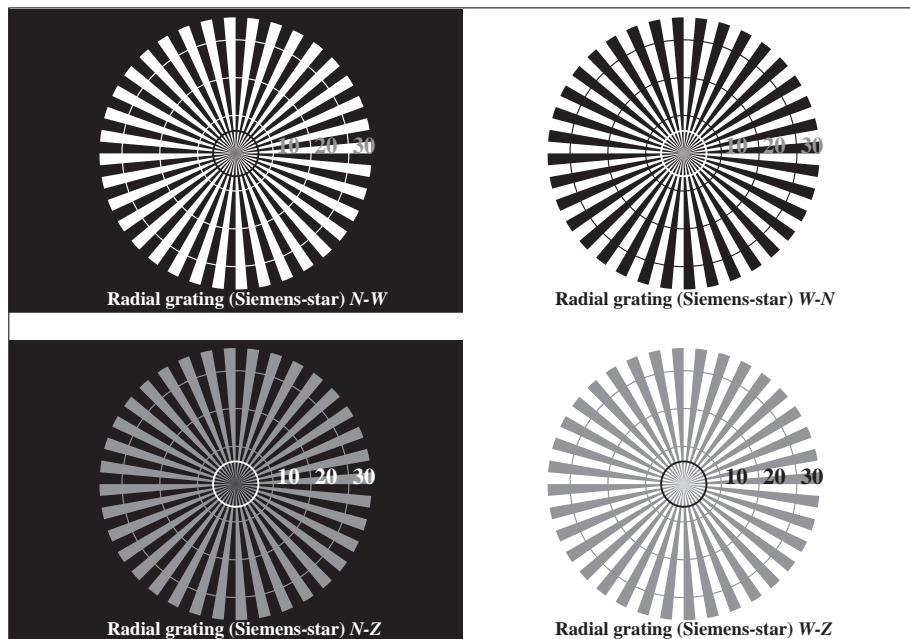 10 20 30
Radial grating (Siemens-star) N-W
10 20 30
Radial grating (Siemens-star) W-N
10 20 30
Radial grating (Siemens-star) N-Z
10 20 30
Radial grating (Siemens-star) W-Z